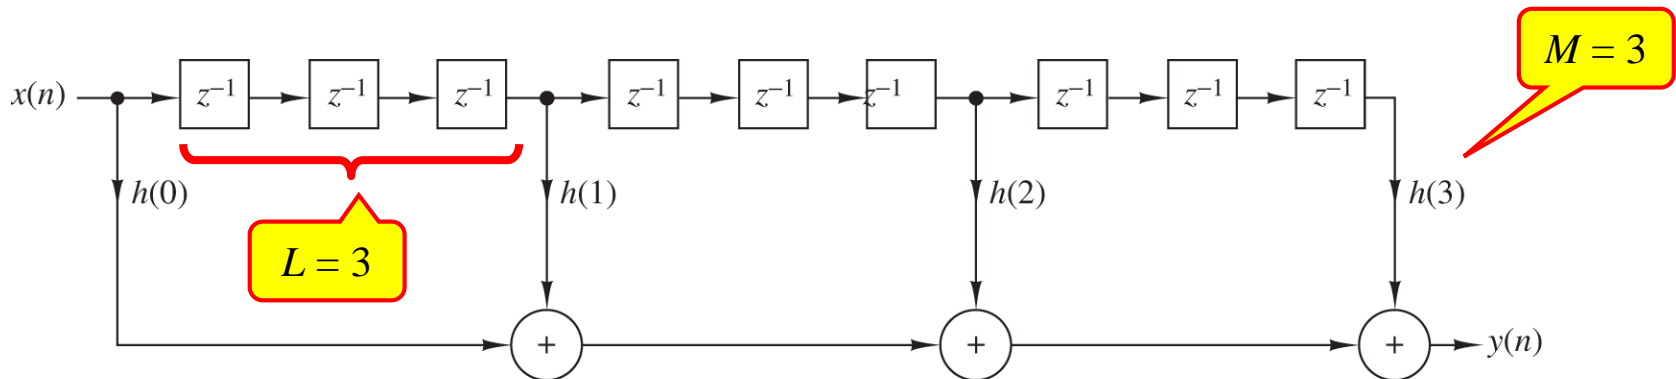 M = 3
x(n) z⁻¹ z⁻¹ z⁻¹ z⁻¹ z⁻¹ z⁻¹ z⁻¹ z⁻¹ z⁻¹
h(0) h(1) h(2) h(3)
L = 3
+ + + y(n)